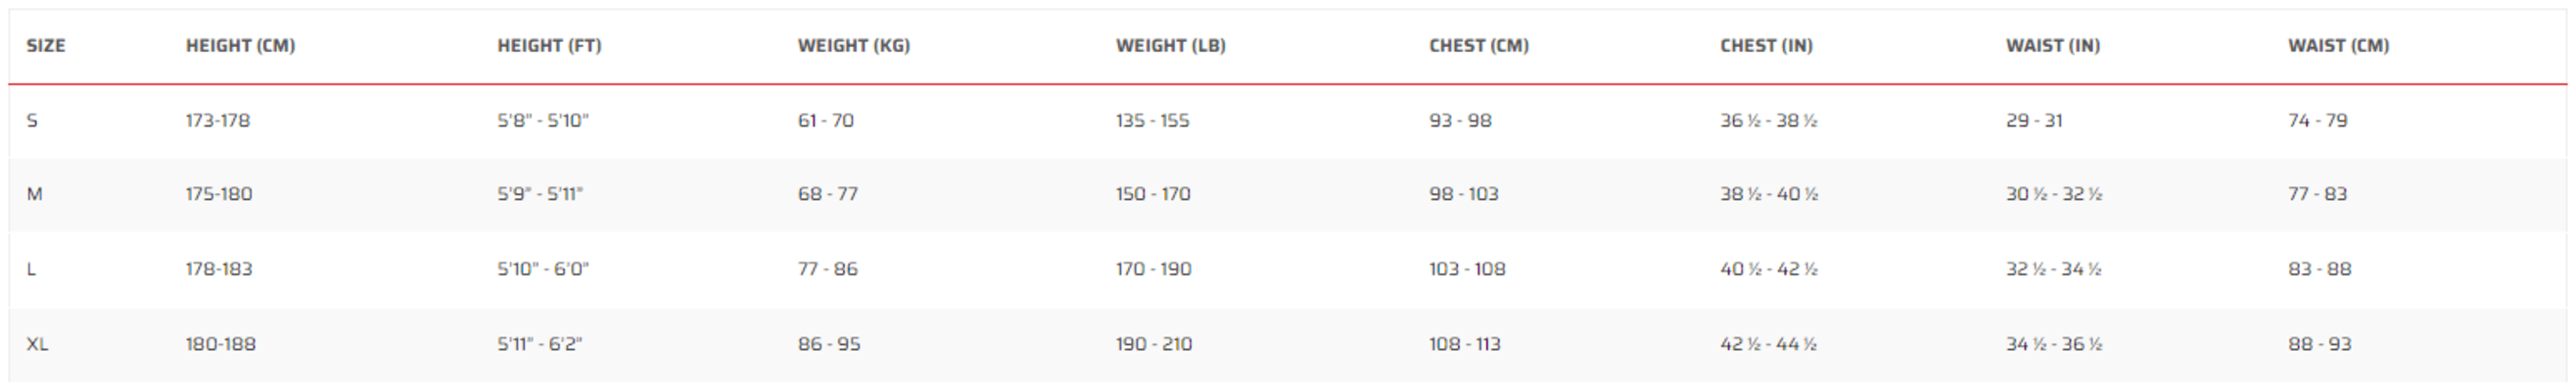 SIZE HEIGHT (CM) HEIGHT (FT) WEIGHT (KG) WEIGHT (LB) CHEST (CM) CHEST (IN) WAIST (IN) WAIST (CM)
S 173-178 5'8" - 5'10" 61 - 70 135 - 155 93 - 98 36 ½ - 38 ½ 29 - 31 74 - 79
M 175-180 5'9" - 5'11" 68 - 77 150 - 170 98 - 103 38 ½ - 40 ½ 30 ½ - 32 ½ 77 - 83
L 178-183 5'10" - 6'0" 77 - 86 170 - 190 103 - 108 40 ½ - 42 ½ 32 ½ - 34 ½ 83 - 88
XL 180-188 5'11" - 6'2" 86 - 95 190 - 210 108 - 113 42 ½ - 44 ½ 34 ½ - 36 ½ 88 - 93